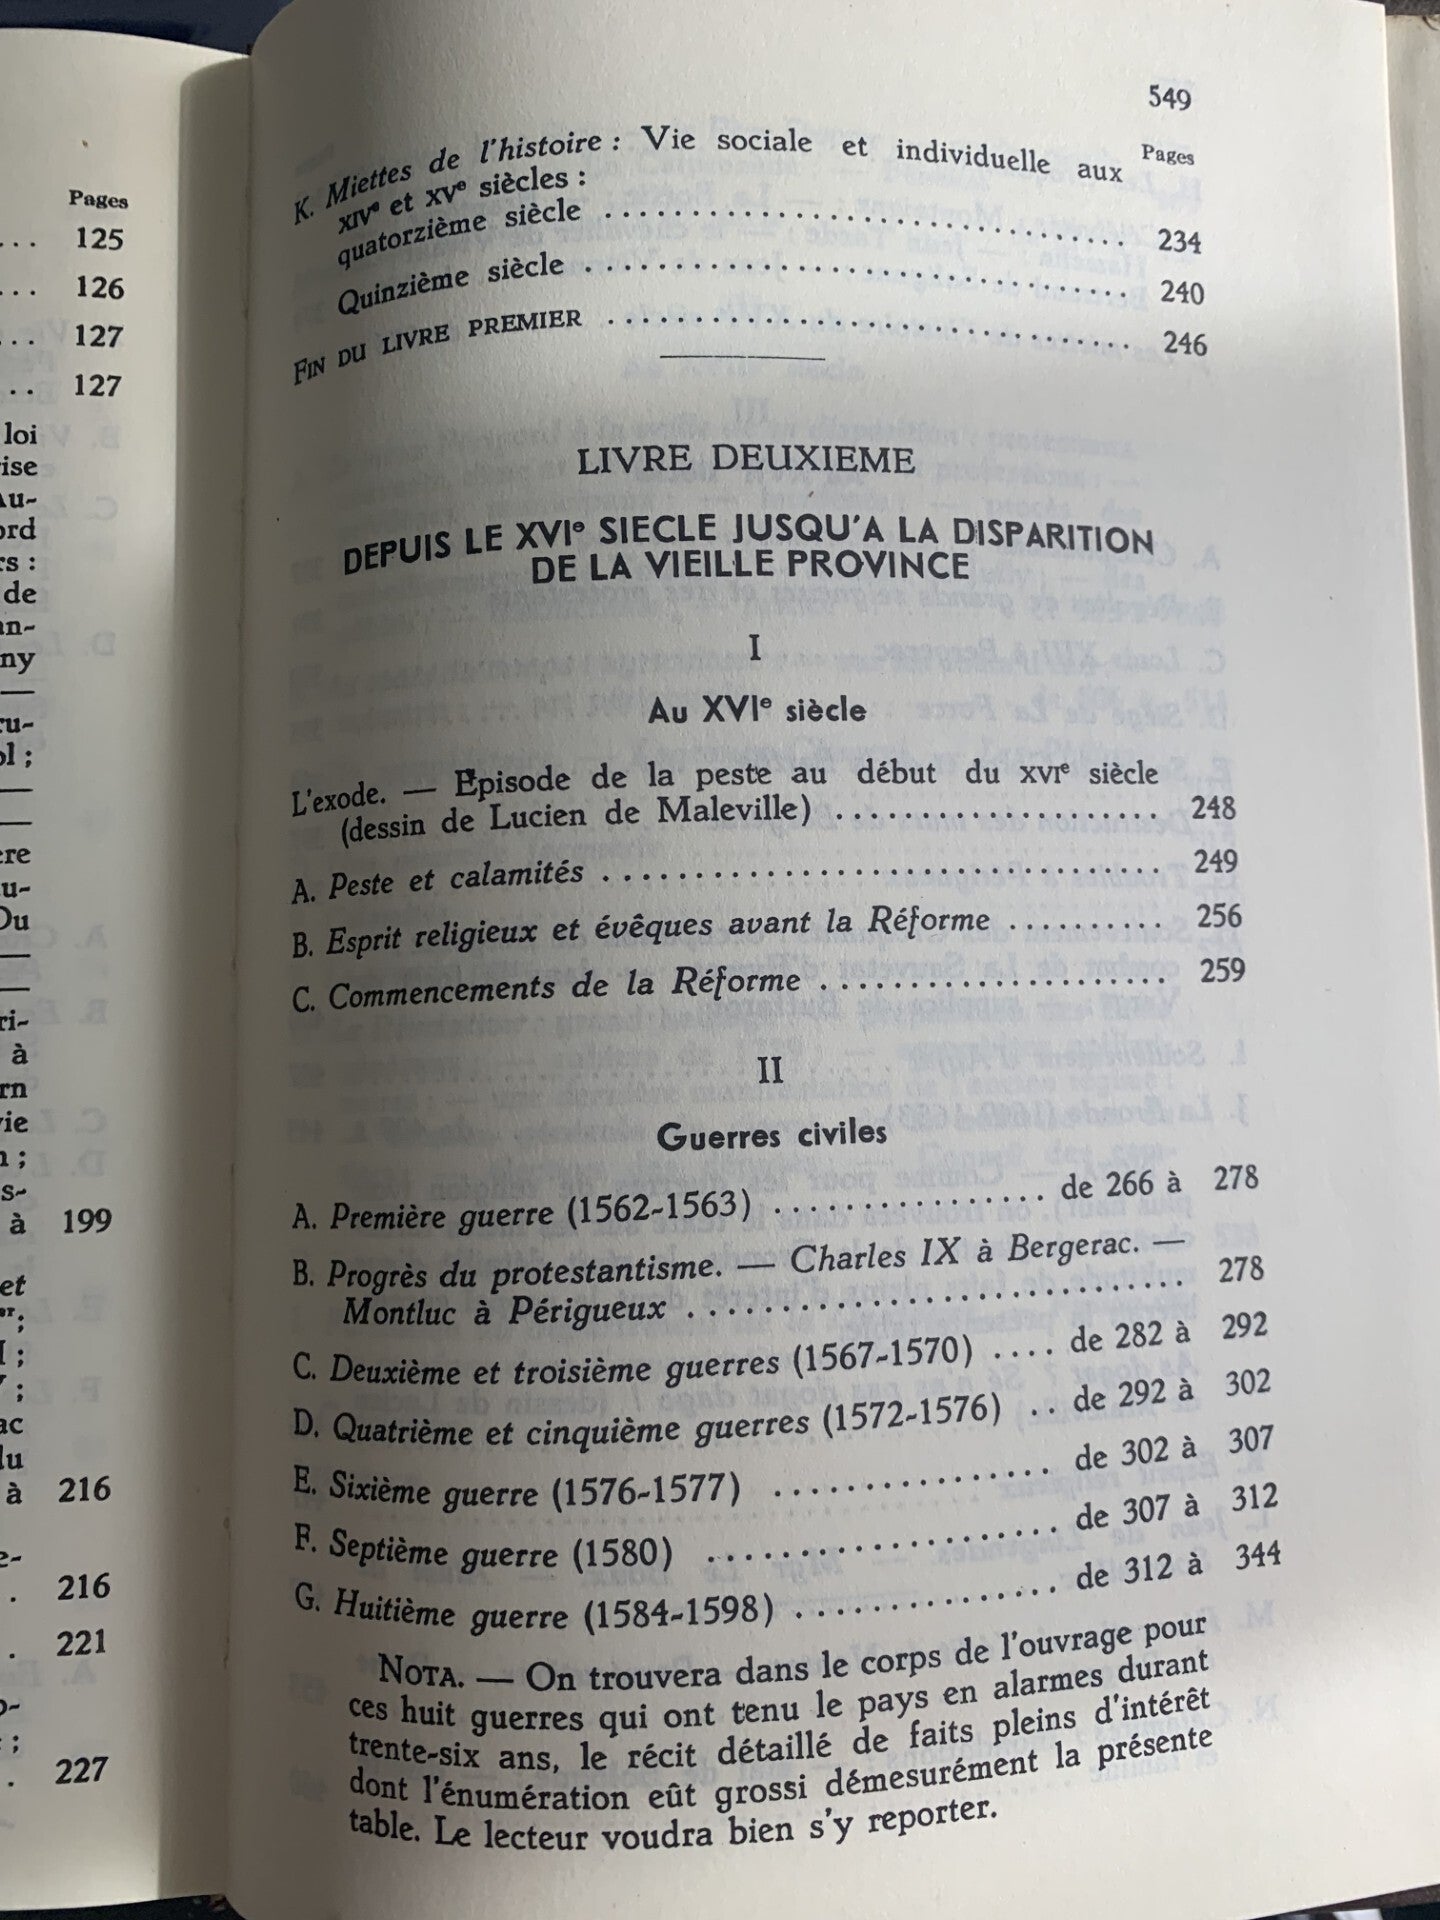 Pages
... 125
... 126
... 127
... 127
loi
ord
de
ny
à
à 199
et
à
216
. 216
. 221
. 227
549
Pages
K. Miettes de l'histoire : Vie sociale et individuelle aux
XIVe et XVe siècles :
quatorzième siècle ........................ 234
Quinzième siècle ........................ 240
FIN DU LIVRE PREMIER ........................ 246
LIVRE DEUXIEME
DEPUIS LE XVIe SIECLE JUSQU'A LA DISPARITION
DE LA VIEILLE PROVINCE
I
Au XVIe siècle
L'exode. — Episode de la peste au début du XVIe siècle
(dessin de Lucien de Maleville) .................... 248
A. Peste et calamités ........................ 249
B. Esprit religieux et évêques avant la Réforme .......... 256
C. Commencements de la Réforme .................... 259
II
Guerres civiles
A. Première guerre (1562-1563) ................ de 266 à 278
B. Progrès du protestantisme. — Charles IX à Bergerac. —
Montluc à Périgueux ........................ 278
C. Deuxième et troisième guerres (1567-1570) .... de 282 à 292
D. Quatrième et cinquième guerres (1572-1576) .. de 292 à 302
E. Sixième guerre (1576-1577) ................ de 302 à 307
F. Septième guerre (1580) .................... de 307 à 312
G. Huitième guerre (1584-1598) ............... de 312 à 344
NOTA. — On trouvera dans le corps de l'ouvrage pour
ces huit guerres qui ont tenu le pays en alarmes durant
trente-six ans, le récit détaillé de faits pleins d'intérêt
dont l'énumération eût grossi démesurément la présente
table. Le lecteur voudra bien s'y reporter.